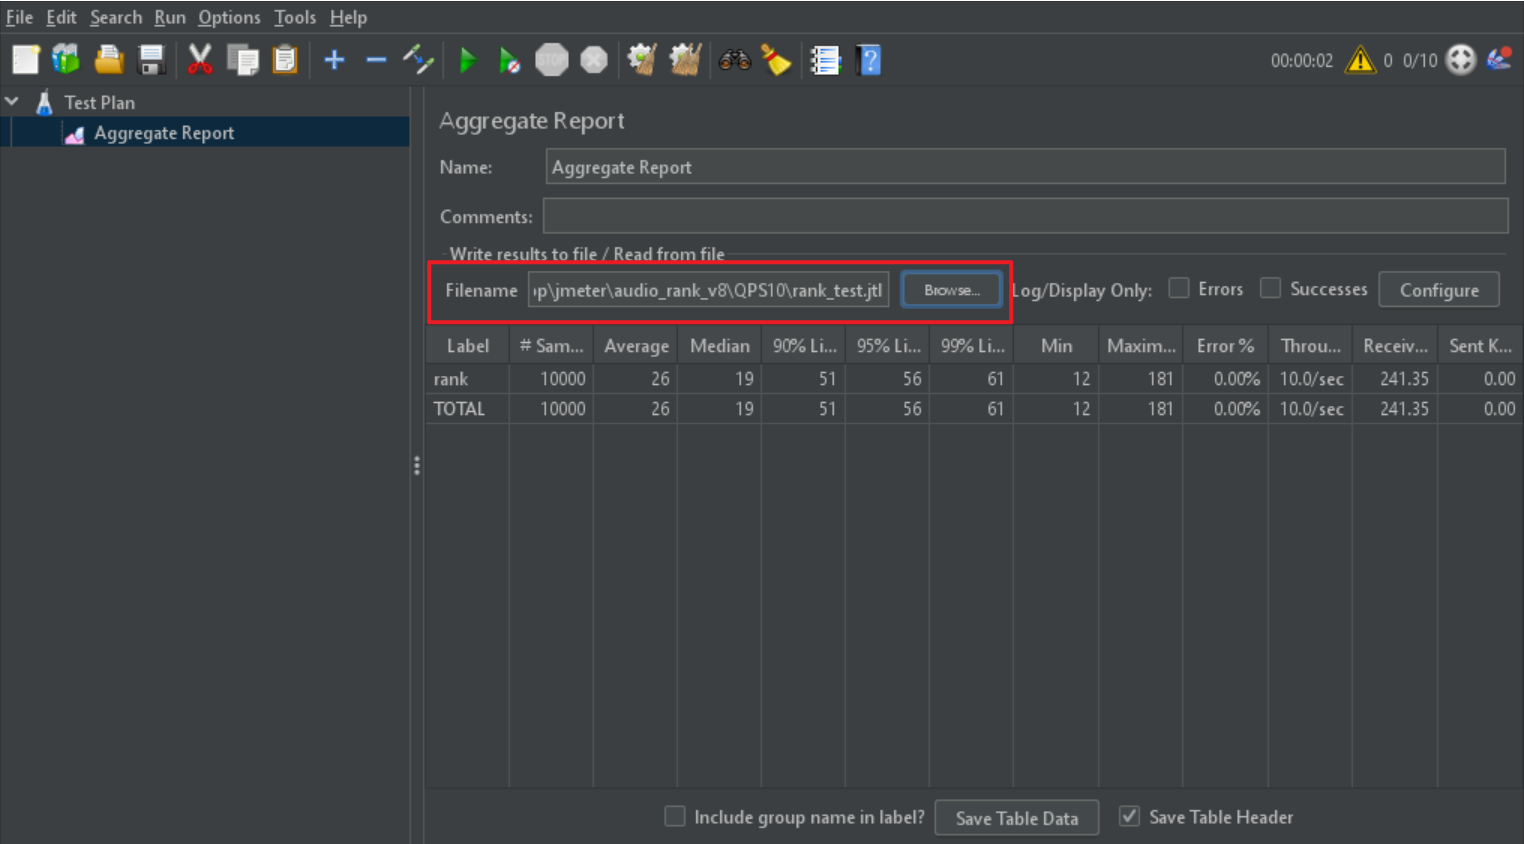 File Edit Search Run Options Tools Help
STOP 00:00:02 0 0/10
Test Plan
Aggregate Report
Aggregate Report
Name: Aggregate Report
Comments:
Write results to file / Read from file
Filename p\jmeter\audio_rank_v8\QPS10\rank_test.jtl Browse... Log/Display Only: Errors Successes Configure
Label # Sam... Average Median 90% Li... 95% Li... 99% Li... Min Maxim... Error % Throu... Receiv... Sent K...
rank 10000 26 19 51 56 61 12 181 0.00% 10.0/sec 241.35 0.00
TOTAL 10000 26 19 51 56 61 12 181 0.00% 10.0/sec 241.35 0.00
Include group name in label? Save Table Data Save Table Header